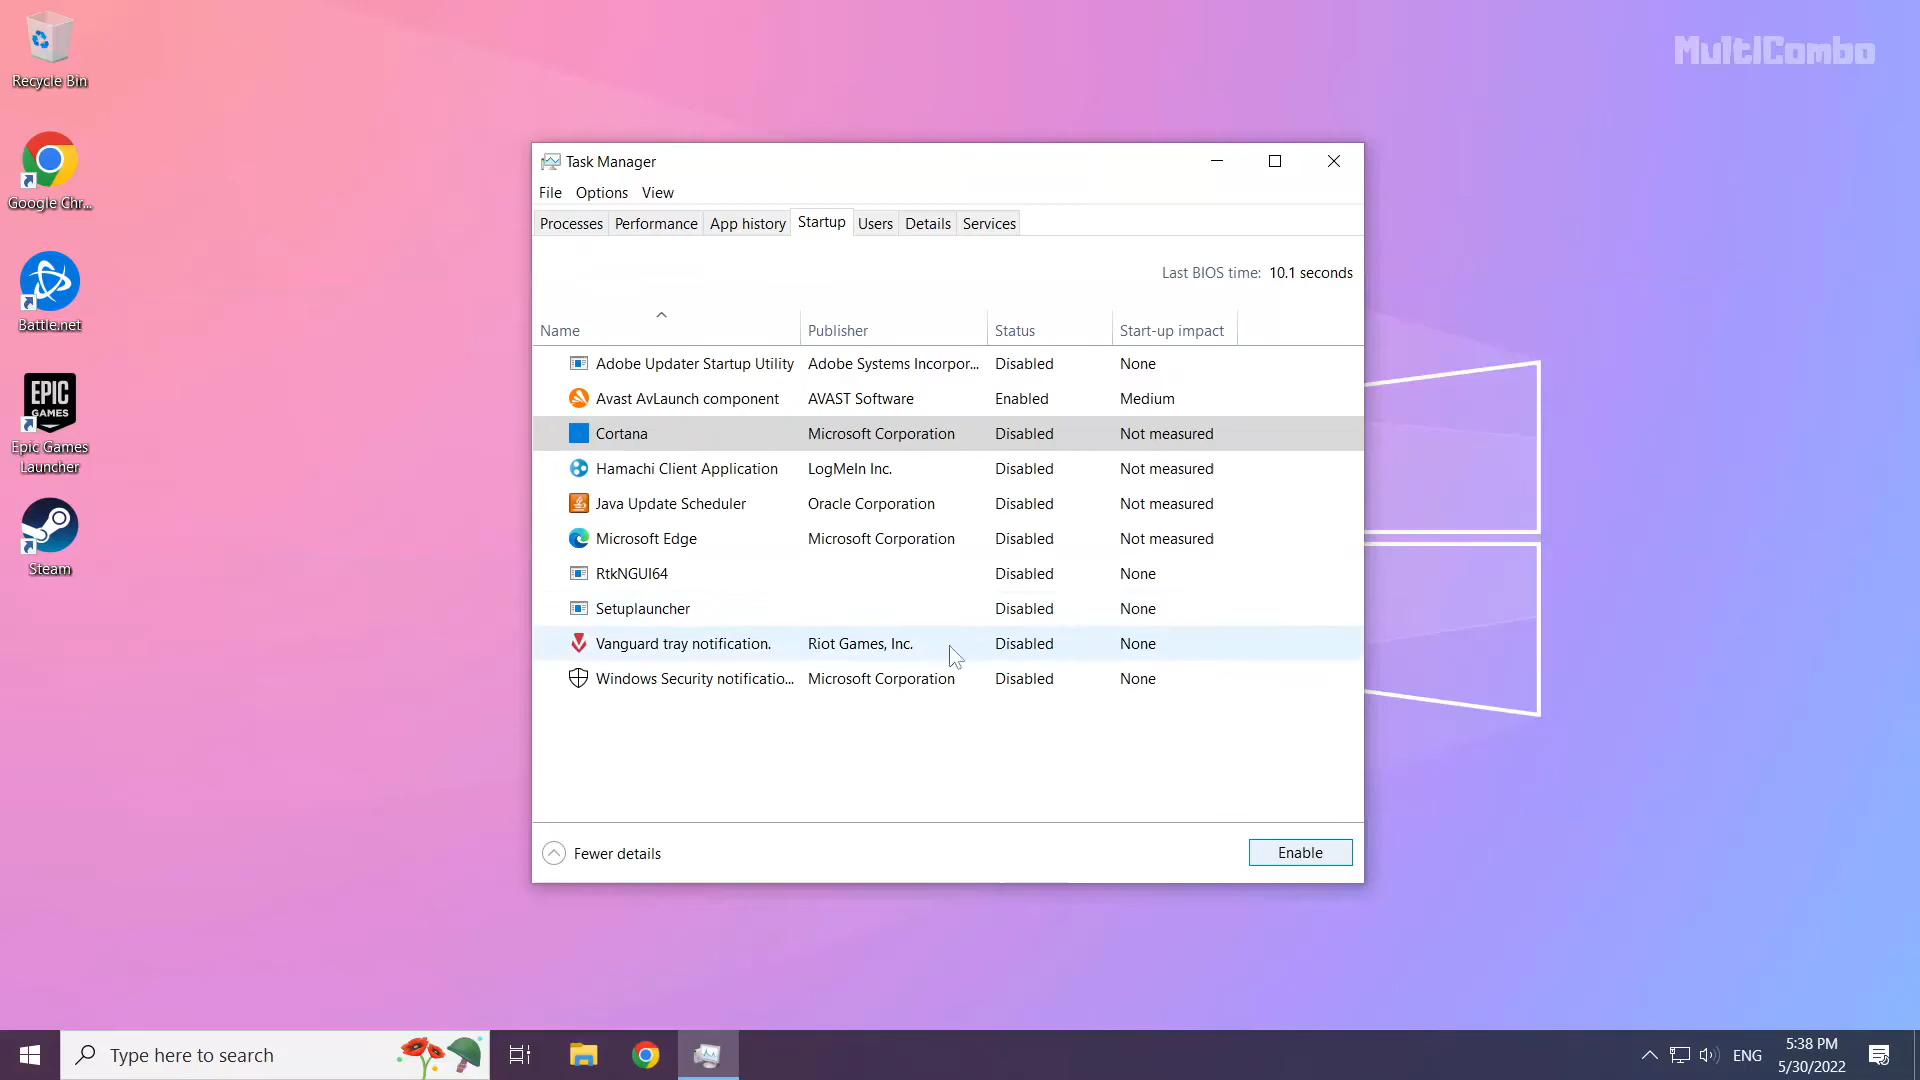 MultiCombo
Recycle Bin
Google Chr...
Battle.net
EPIC
GAMES
Epic Games
Launcher
Steam
Task Manager
File Options View
Processes Performance App history Startup Users Details Services
Last BIOS time: 10.1 seconds
Name Publisher Status Start-up impact
Adobe Updater Startup Utility Adobe Systems Incorpor... Disabled None
Avast AvLaunch component AVAST Software Enabled Medium
Cortana Microsoft Corporation Disabled Not measured
Hamachi Client Application LogMeIn Inc. Disabled Not measured
Java Update Scheduler Oracle Corporation Disabled Not measured
Microsoft Edge Microsoft Corporation Disabled Not measured
RtkNGUI64 Disabled None
Setuplauncher Disabled None
Vanguard tray notification. Riot Games, Inc. Disabled None
Windows Security notificatio... Microsoft Corporation Disabled None
Fewer details Enable
Type here to search
ENG
5:38 PM
5/30/2022